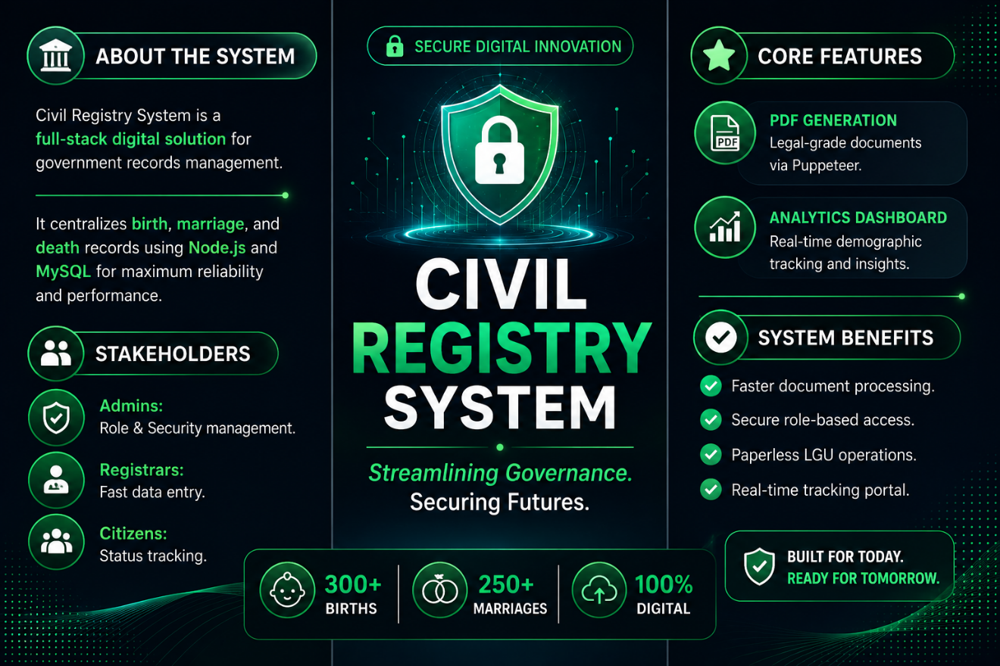 ABOUT THE SYSTEM
Civil Registry System is a
full-stack digital solution for
government records management.
It centralizes birth, marriage, and
death records using Node.js and
MySQL for maximum reliability
and performance.
STAKEHOLDERS
Admins:
Role & Security management.
Registrars:
Fast data entry.
Citizens:
Status tracking.
SECURE DIGITAL INNOVATION
CIVIL
REGISTRY
SYSTEM
Streamlining Governance.
Securing Futures.
300+
BIRTHS
250+
MARRIAGES
100%
DIGITAL
CORE FEATURES
PDF
PDF GENERATION
Legal-grade documents
via Puppeteer.
ANALYTICS DASHBOARD
Real-time demographic
tracking and insights.
SYSTEM BENEFITS
Faster document processing.
Secure role-based access.
Paperless LGU operations.
Real-time tracking portal.
BUILT FOR TODAY.
READY FOR TOMORROW.